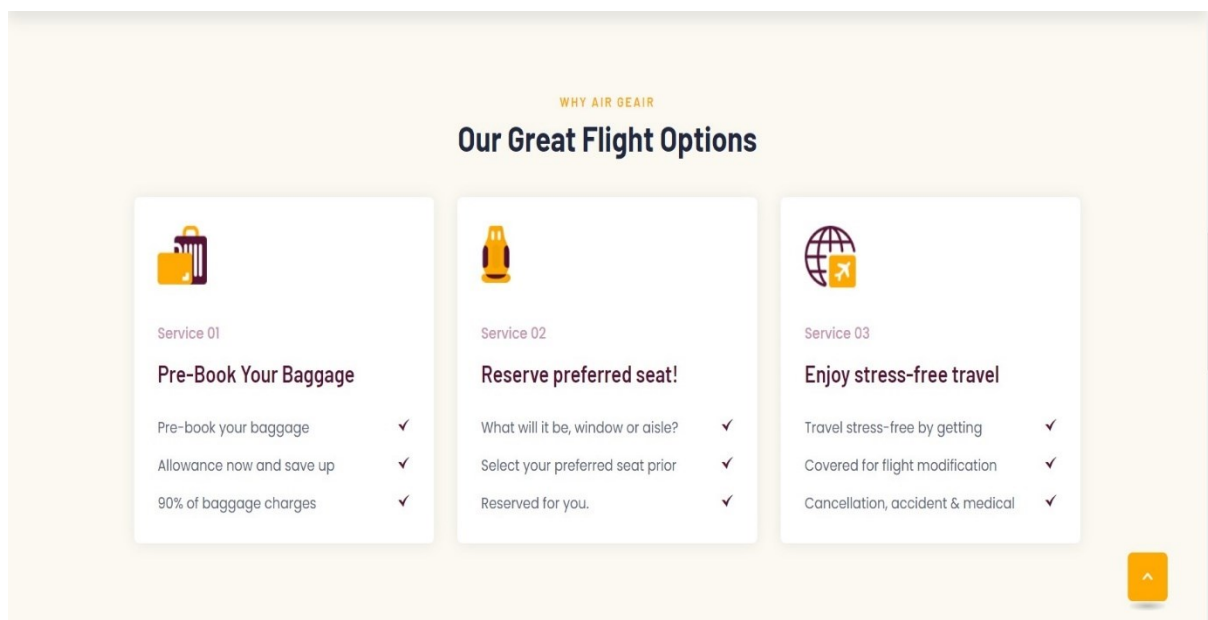 WHY AIR GEAIR
Our Great Flight Options
Service 01
Pre-Book Your Baggage
Pre-book your baggage
Allowance now and save up
90% of baggage charges
Service 02
Reserve preferred seat!
What will it be, window or aisle?
Select your preferred seat prior
Reserved for you.
Service 03
Enjoy stress-free travel
Travel stress-free by getting
Covered for flight modification
Cancellation, accident & medical